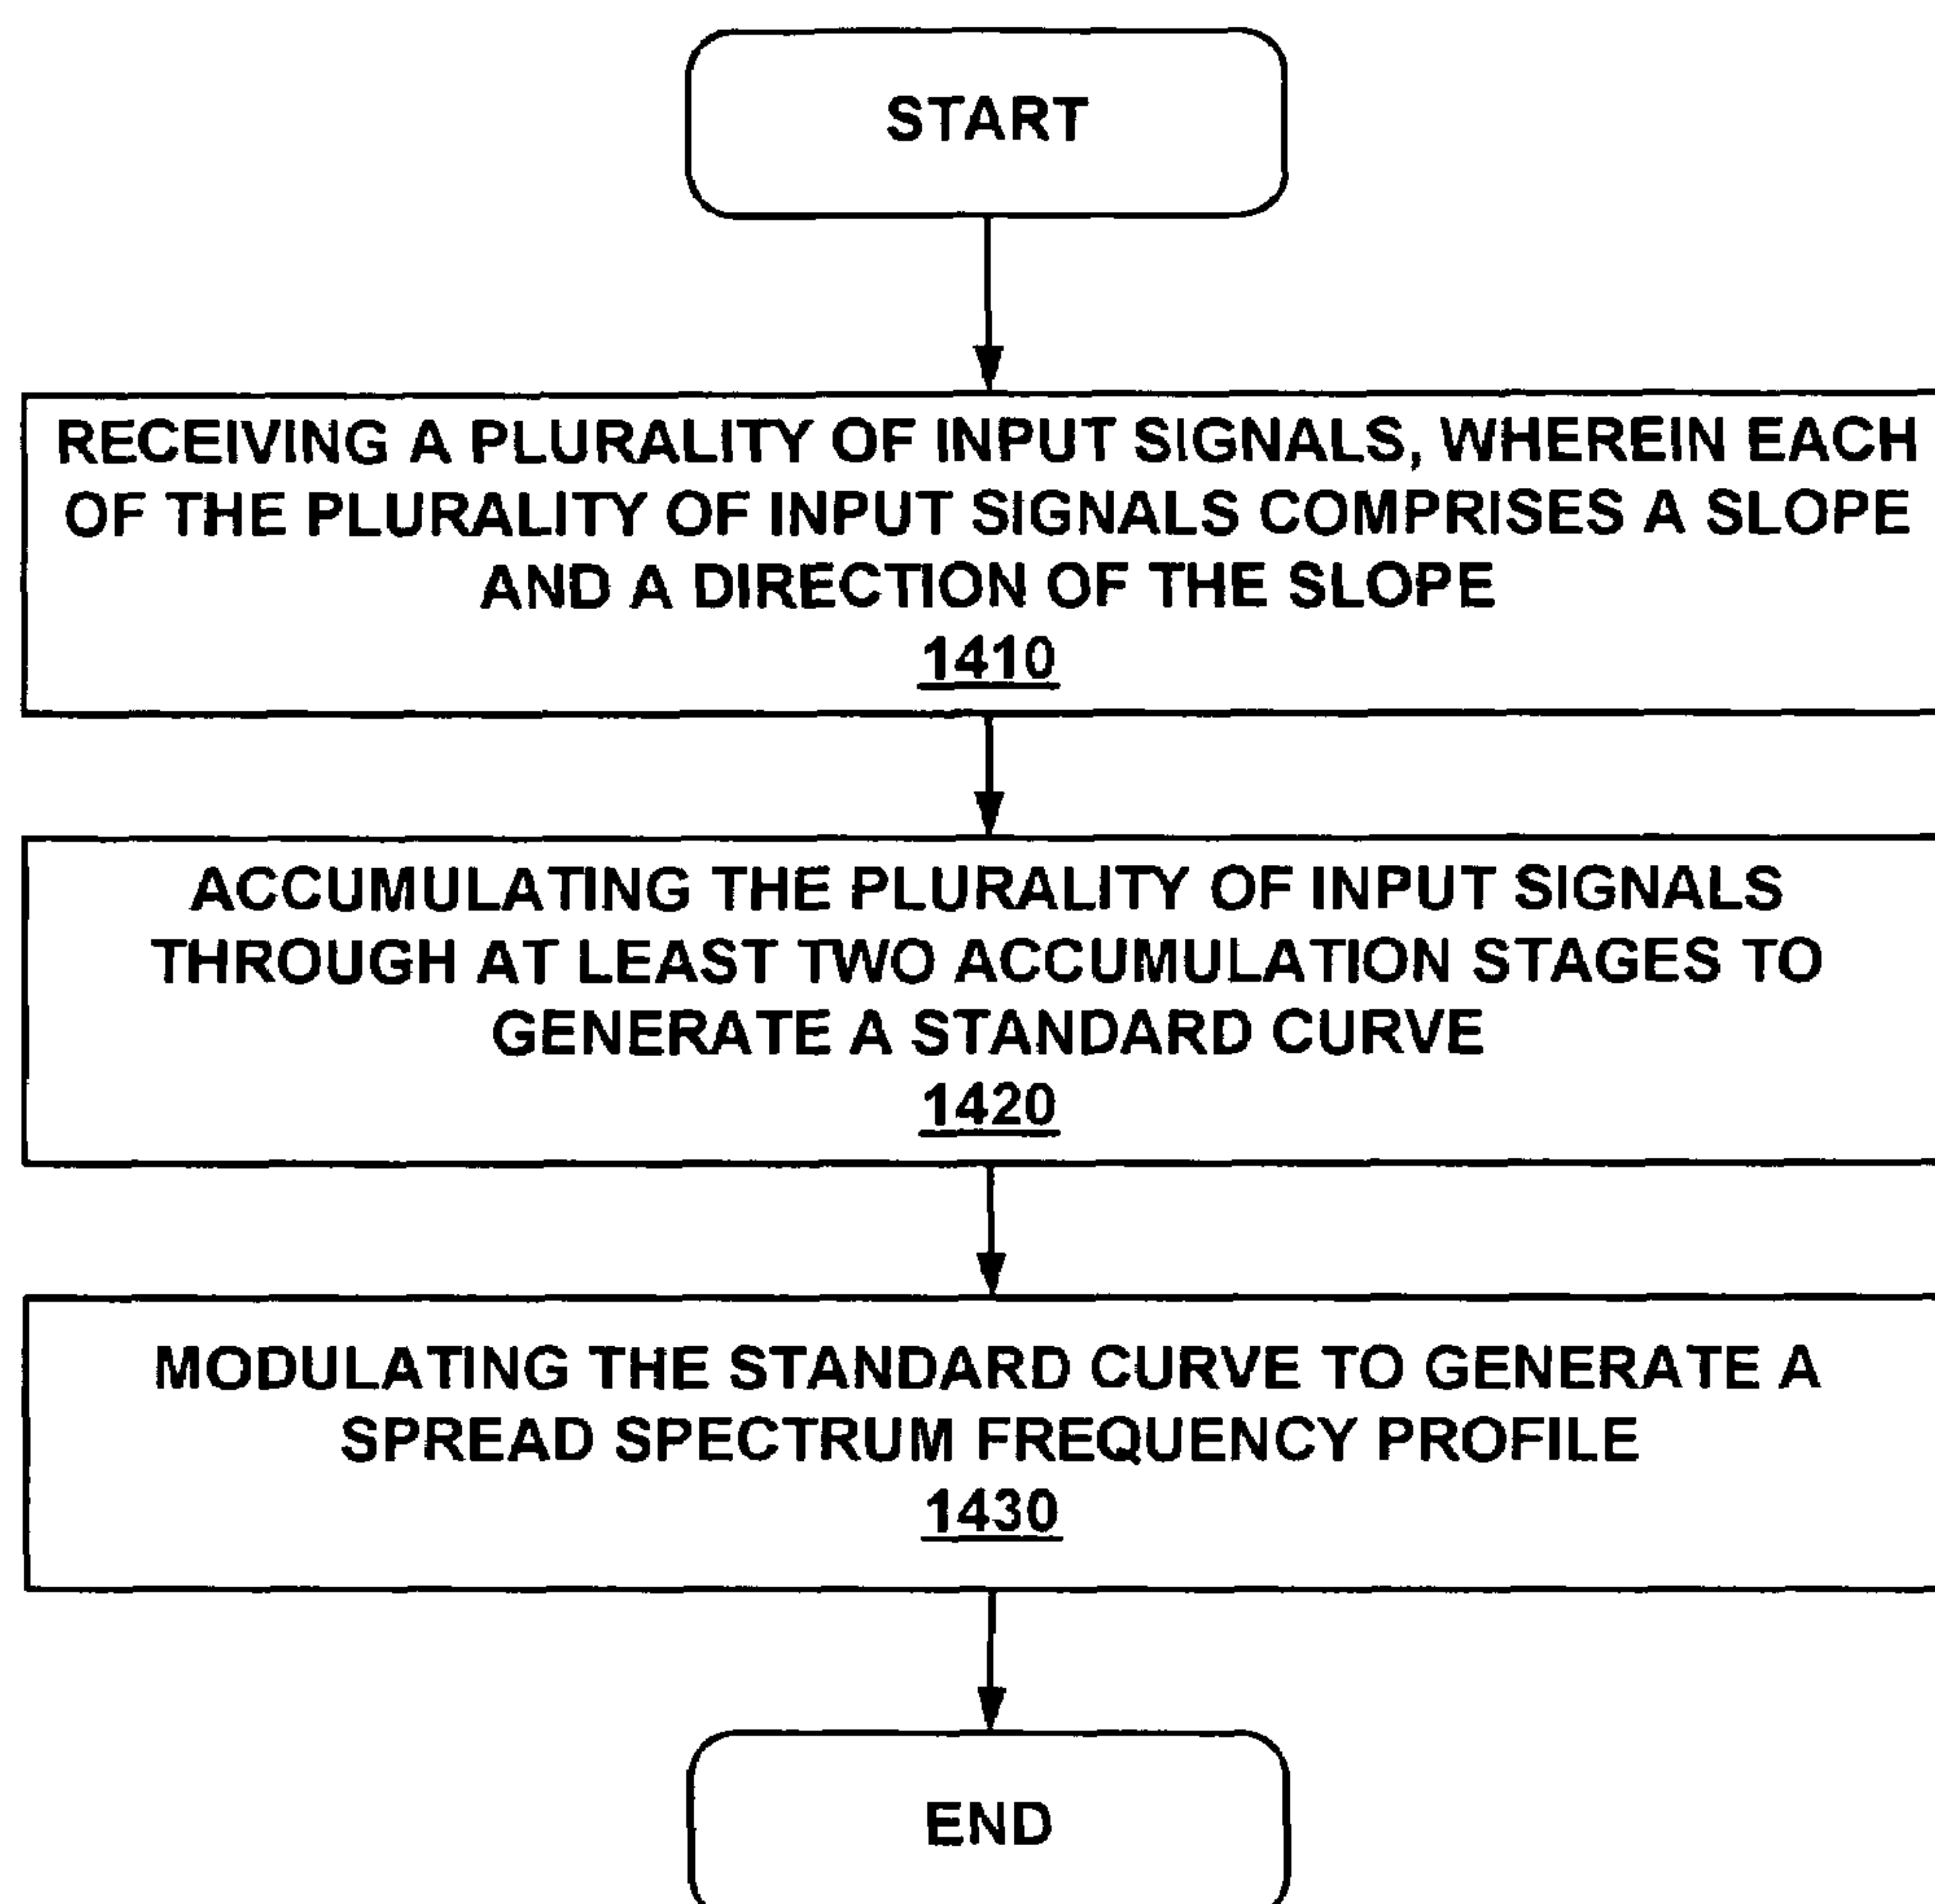 START
RECEIVING A PLURALITY OF INPUT SIGNALS, WHEREIN EACH
OF THE PLURALITY OF INPUT SIGNALS COMPRISES A SLOPE
AND A DIRECTION OF THE SLOPE
1410
ACCUMULATING THE PLURALITY OF INPUT SIGNALS
THROUGH AT LEAST TWO ACCUMULATION STAGES TO
GENERATE A STANDARD CURVE
1420
MODULATING THE STANDARD CURVE TO GENERATE A
SPREAD SPECTRUM FREQUENCY PROFILE
1430
END